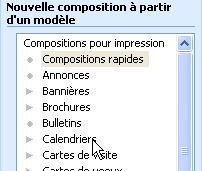 Nouvelle composition à partir
d'un modèle
Compositions pour impression
Compositions rapides
Annonces
Bannières
Brochures
Bulletins
Calendriers
Cartes de